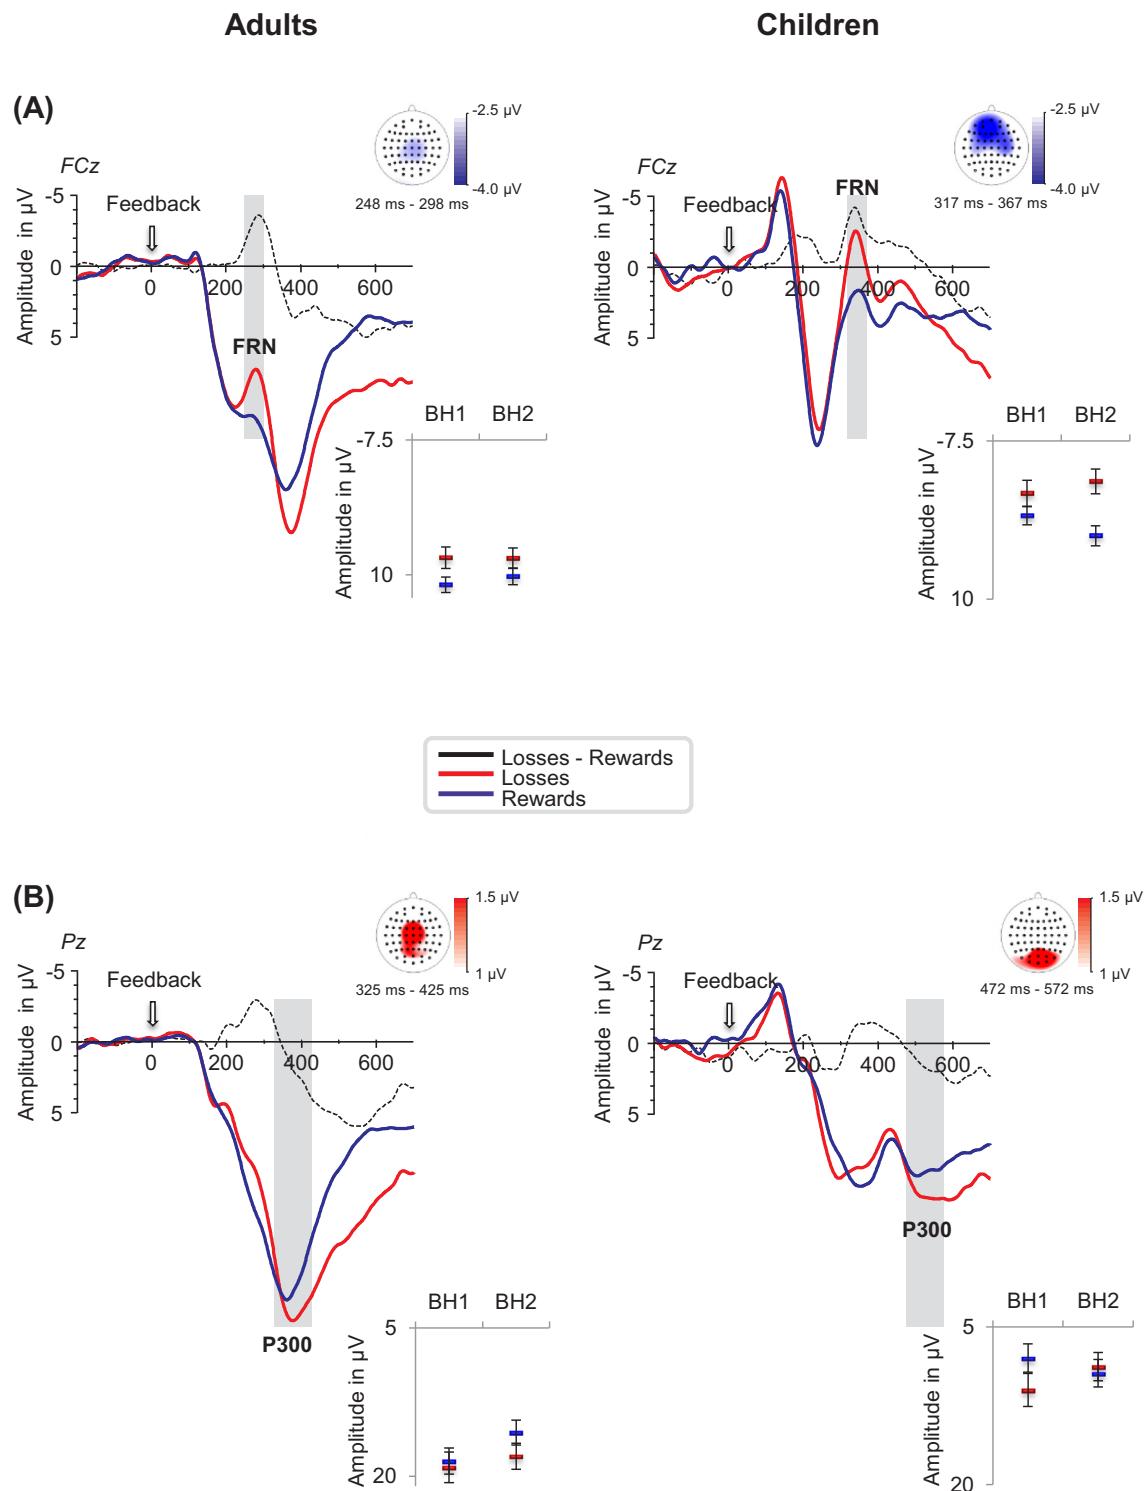 Adults
Children
(A)
FCz
-2.5 µV
-4.0 µV
248 ms - 298 ms
Amplitude in µV
-5
0
5
Feedback
0
200
400
600
FRN
BH1
BH2
Amplitude in µV
-7.5
10
FCz
-2.5 µV
-4.0 µV
317 ms - 367 ms
Amplitude in µV
-5
0
5
Feedback
FRN
0
200
400
600
BH1
BH2
Amplitude in µV
-7.5
10
Losses - Rewards
Losses
Rewards
(B)
Pz
1.5 µV
1 µV
325 ms - 425 ms
Amplitude in µV
-5
0
5
Feedback
0
200
400
600
P300
BH1
BH2
Amplitude in µV
5
20
Pz
1.5 µV
1 µV
472 ms - 572 ms
Amplitude in µV
-5
0
5
Feedback
0
200
400
600
P300
BH1
BH2
Amplitude in µV
5
20